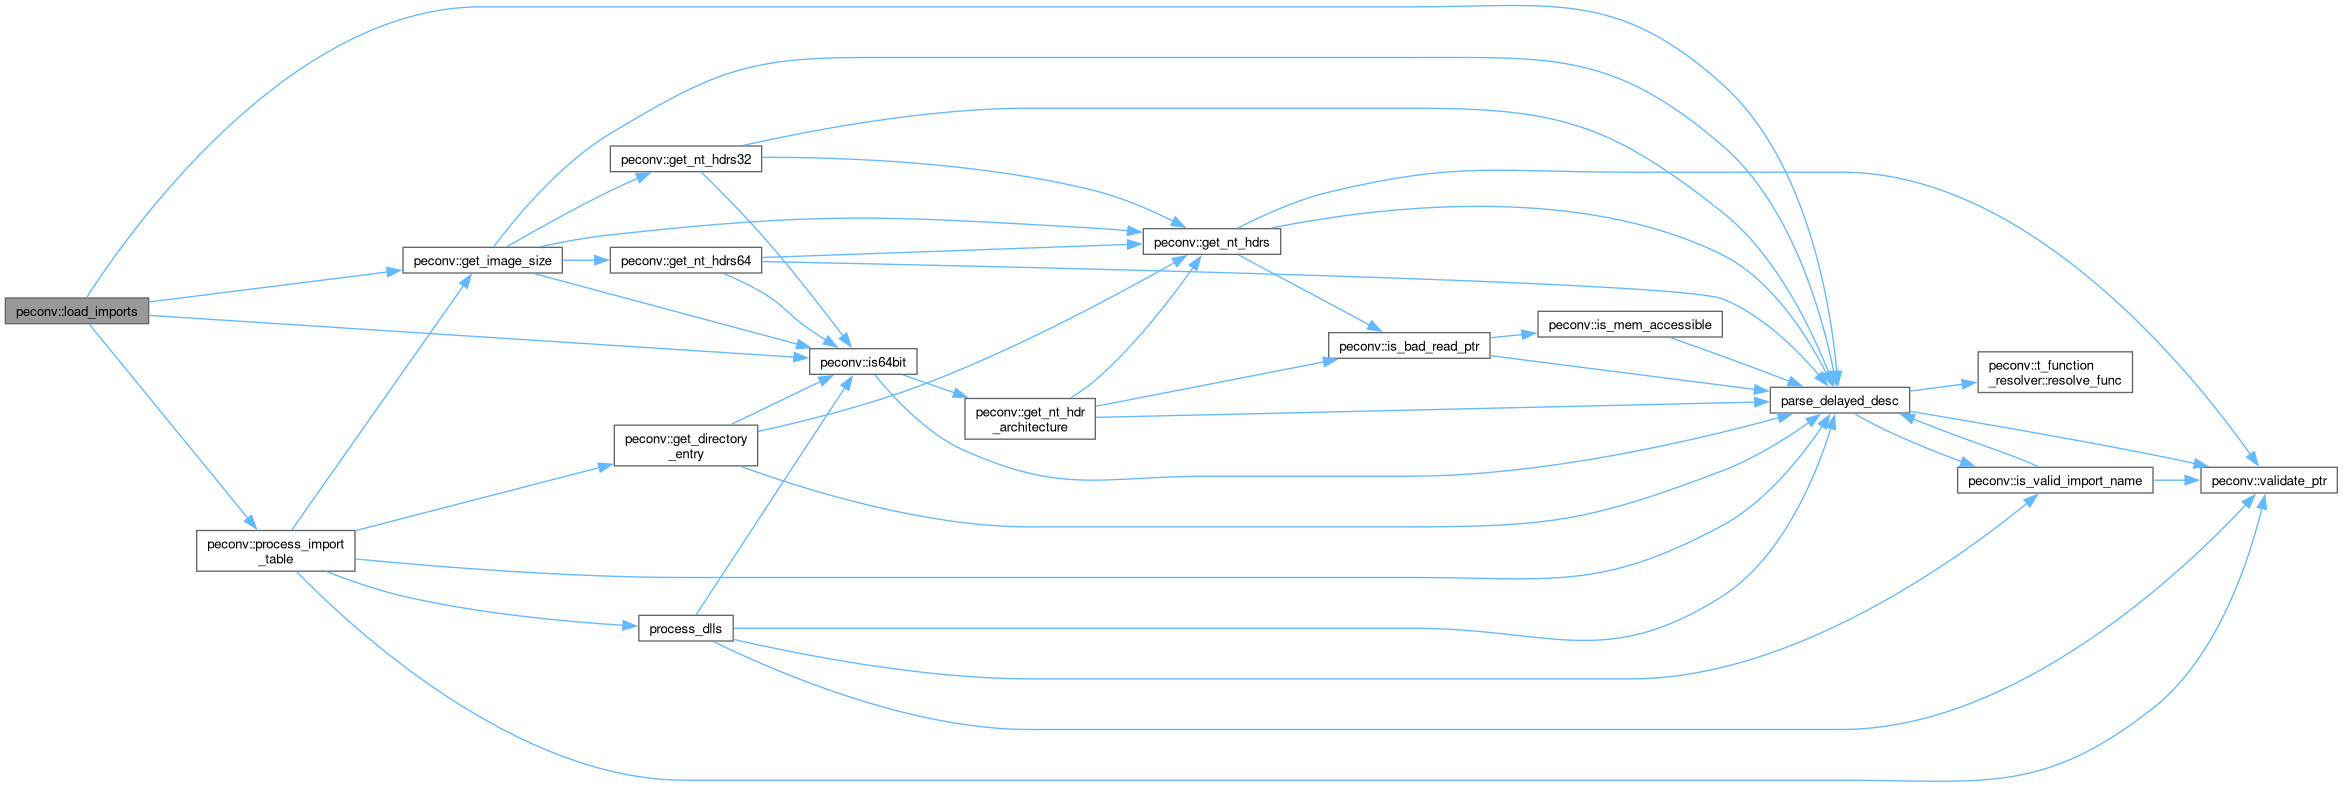 peconv::load_imports
peconv::get_image_size
peconv::process_import
_table
peconv::get_nt_hdrs32
peconv::get_nt_hdrs64
peconv::get_directory
_entry
process_dlls
peconv::is64bit
peconv::get_nt_hdr
_architecture
peconv::get_nt_hdrs
peconv::is_bad_read_ptr
peconv::is_mem_accessible
parse_delayed_desc
peconv::t_function
_resolver::resolve_func
peconv::is_valid_import_name
peconv::validate_ptr